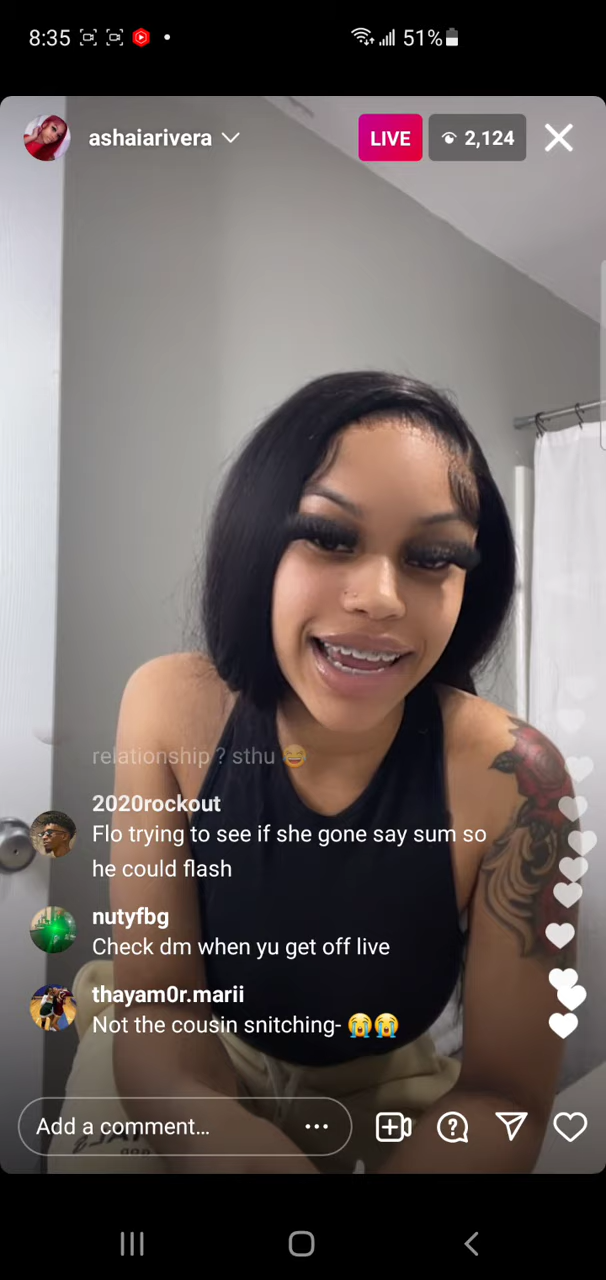 8:35
51%
ashaiarivera
LIVE
2,124
relationship ? sthu 😂
2020rockout
Flo trying to see if she gone say sum so
he could flash
nutyfbg
Check dm when yu get off live
thayam0r.marii
Not the cousin snitching- 😭😭
Add a comment...